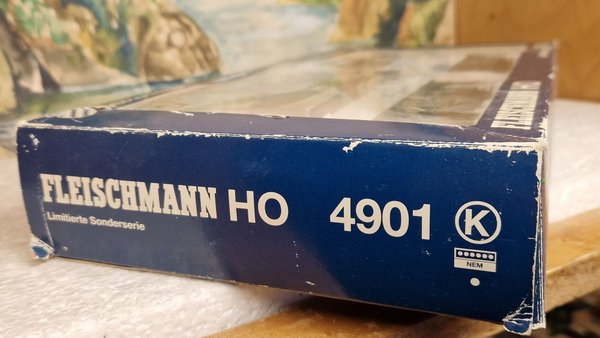 FLEISCHMANN HO 4901 K
Limitierte Sonderserie
NEM